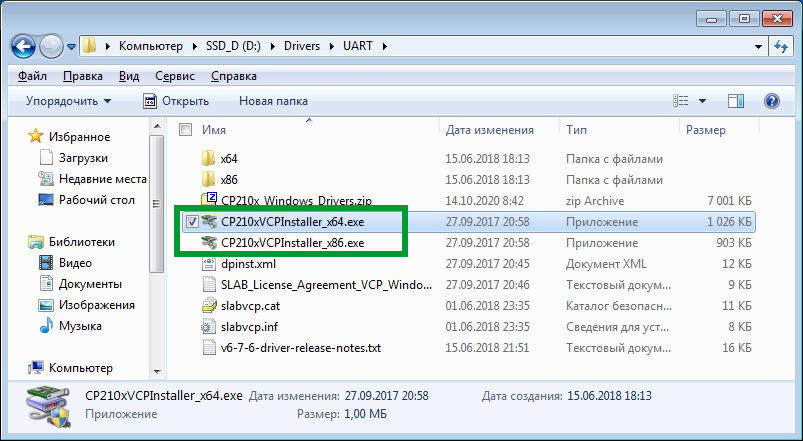 Компьютер ▸ SSD_D (D:) ▸ Drivers ▸ UART ▸
Файл Правка Вид Сервис Справка
Упорядочить Открыть Новая папка
Избранное
Загрузки
Недавние места
Рабочий стол
Библиотеки
Видео
Документы
Изображения
Музыка
Компьютер
Имя Дата изменения Тип Размер
x64 15.06.2018 18:13 Папка с файлами
x86 15.06.2018 18:13 Папка с файлами
CP210x_Windows_Drivers.zip 14.10.2020 8:42 zip Archive 7 001 КБ
CP210xVCPInstaller_x64.exe 27.09.2017 20:58 Приложение 1 026 КБ
CP210xVCPInstaller_x86.exe 27.09.2017 20:58 Приложение 903 КБ
dpinst.xml 27.09.2017 20:58 Документ XML 12 КБ
SLAB_License_Agreement_VCP_Windo... 27.09.2017 20:58 Текстовый докум... 9 КБ
slabvcp.cat 01.06.2018 23:35 Каталог безопасн... 11 КБ
slabvcp.inf 01.06.2018 23:35 Сведения для уст... 8 КБ
v6-7-6-driver-release-notes.txt 15.06.2018 21:51 Текстовый докум... 16 КБ
CP210xVCPInstaller_x64.exe Дата изменения: 27.09.2017 20:58 Дата создания: 15.06.2018 18:13
Приложение Размер: 1,00 МБ